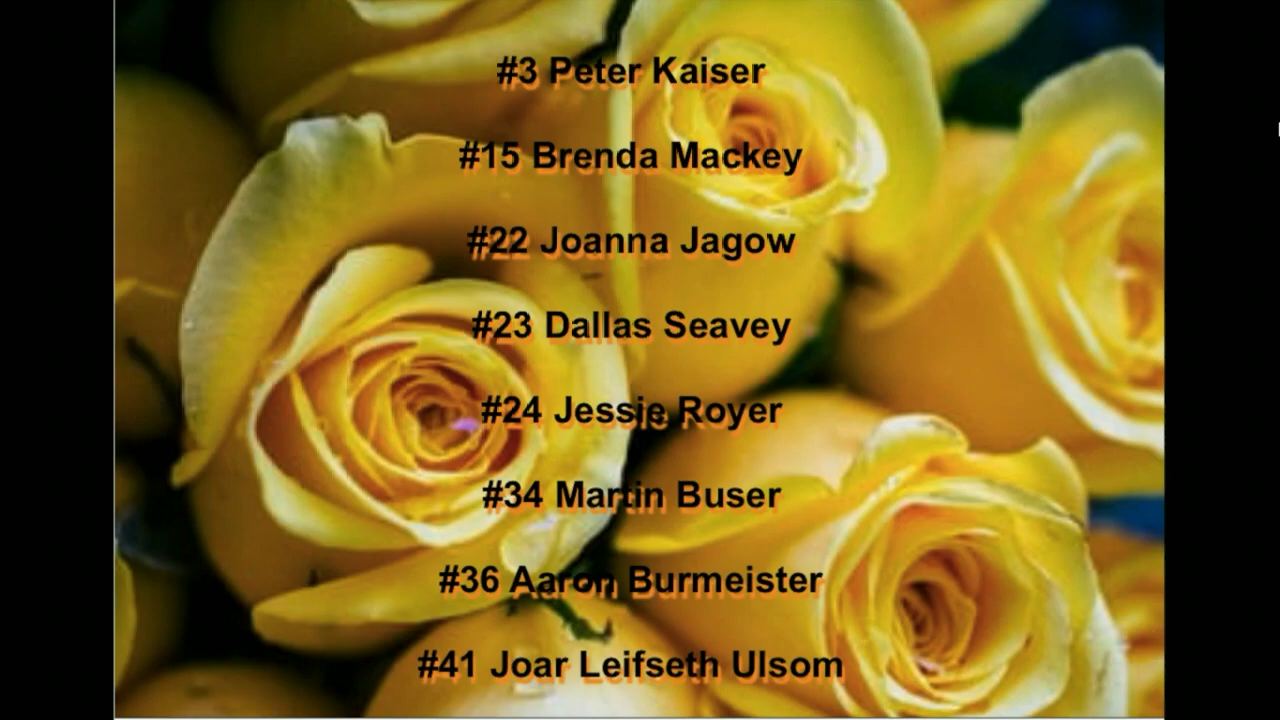 #3 Peter Kaiser
#15 Brenda Mackey
#22 Joanna Jagow
#23 Dallas Seavey
#24 Jessie Royer
#34 Martin Buser
#36 Aaron Burmeister
#41 Joar Leifseth Ulsom